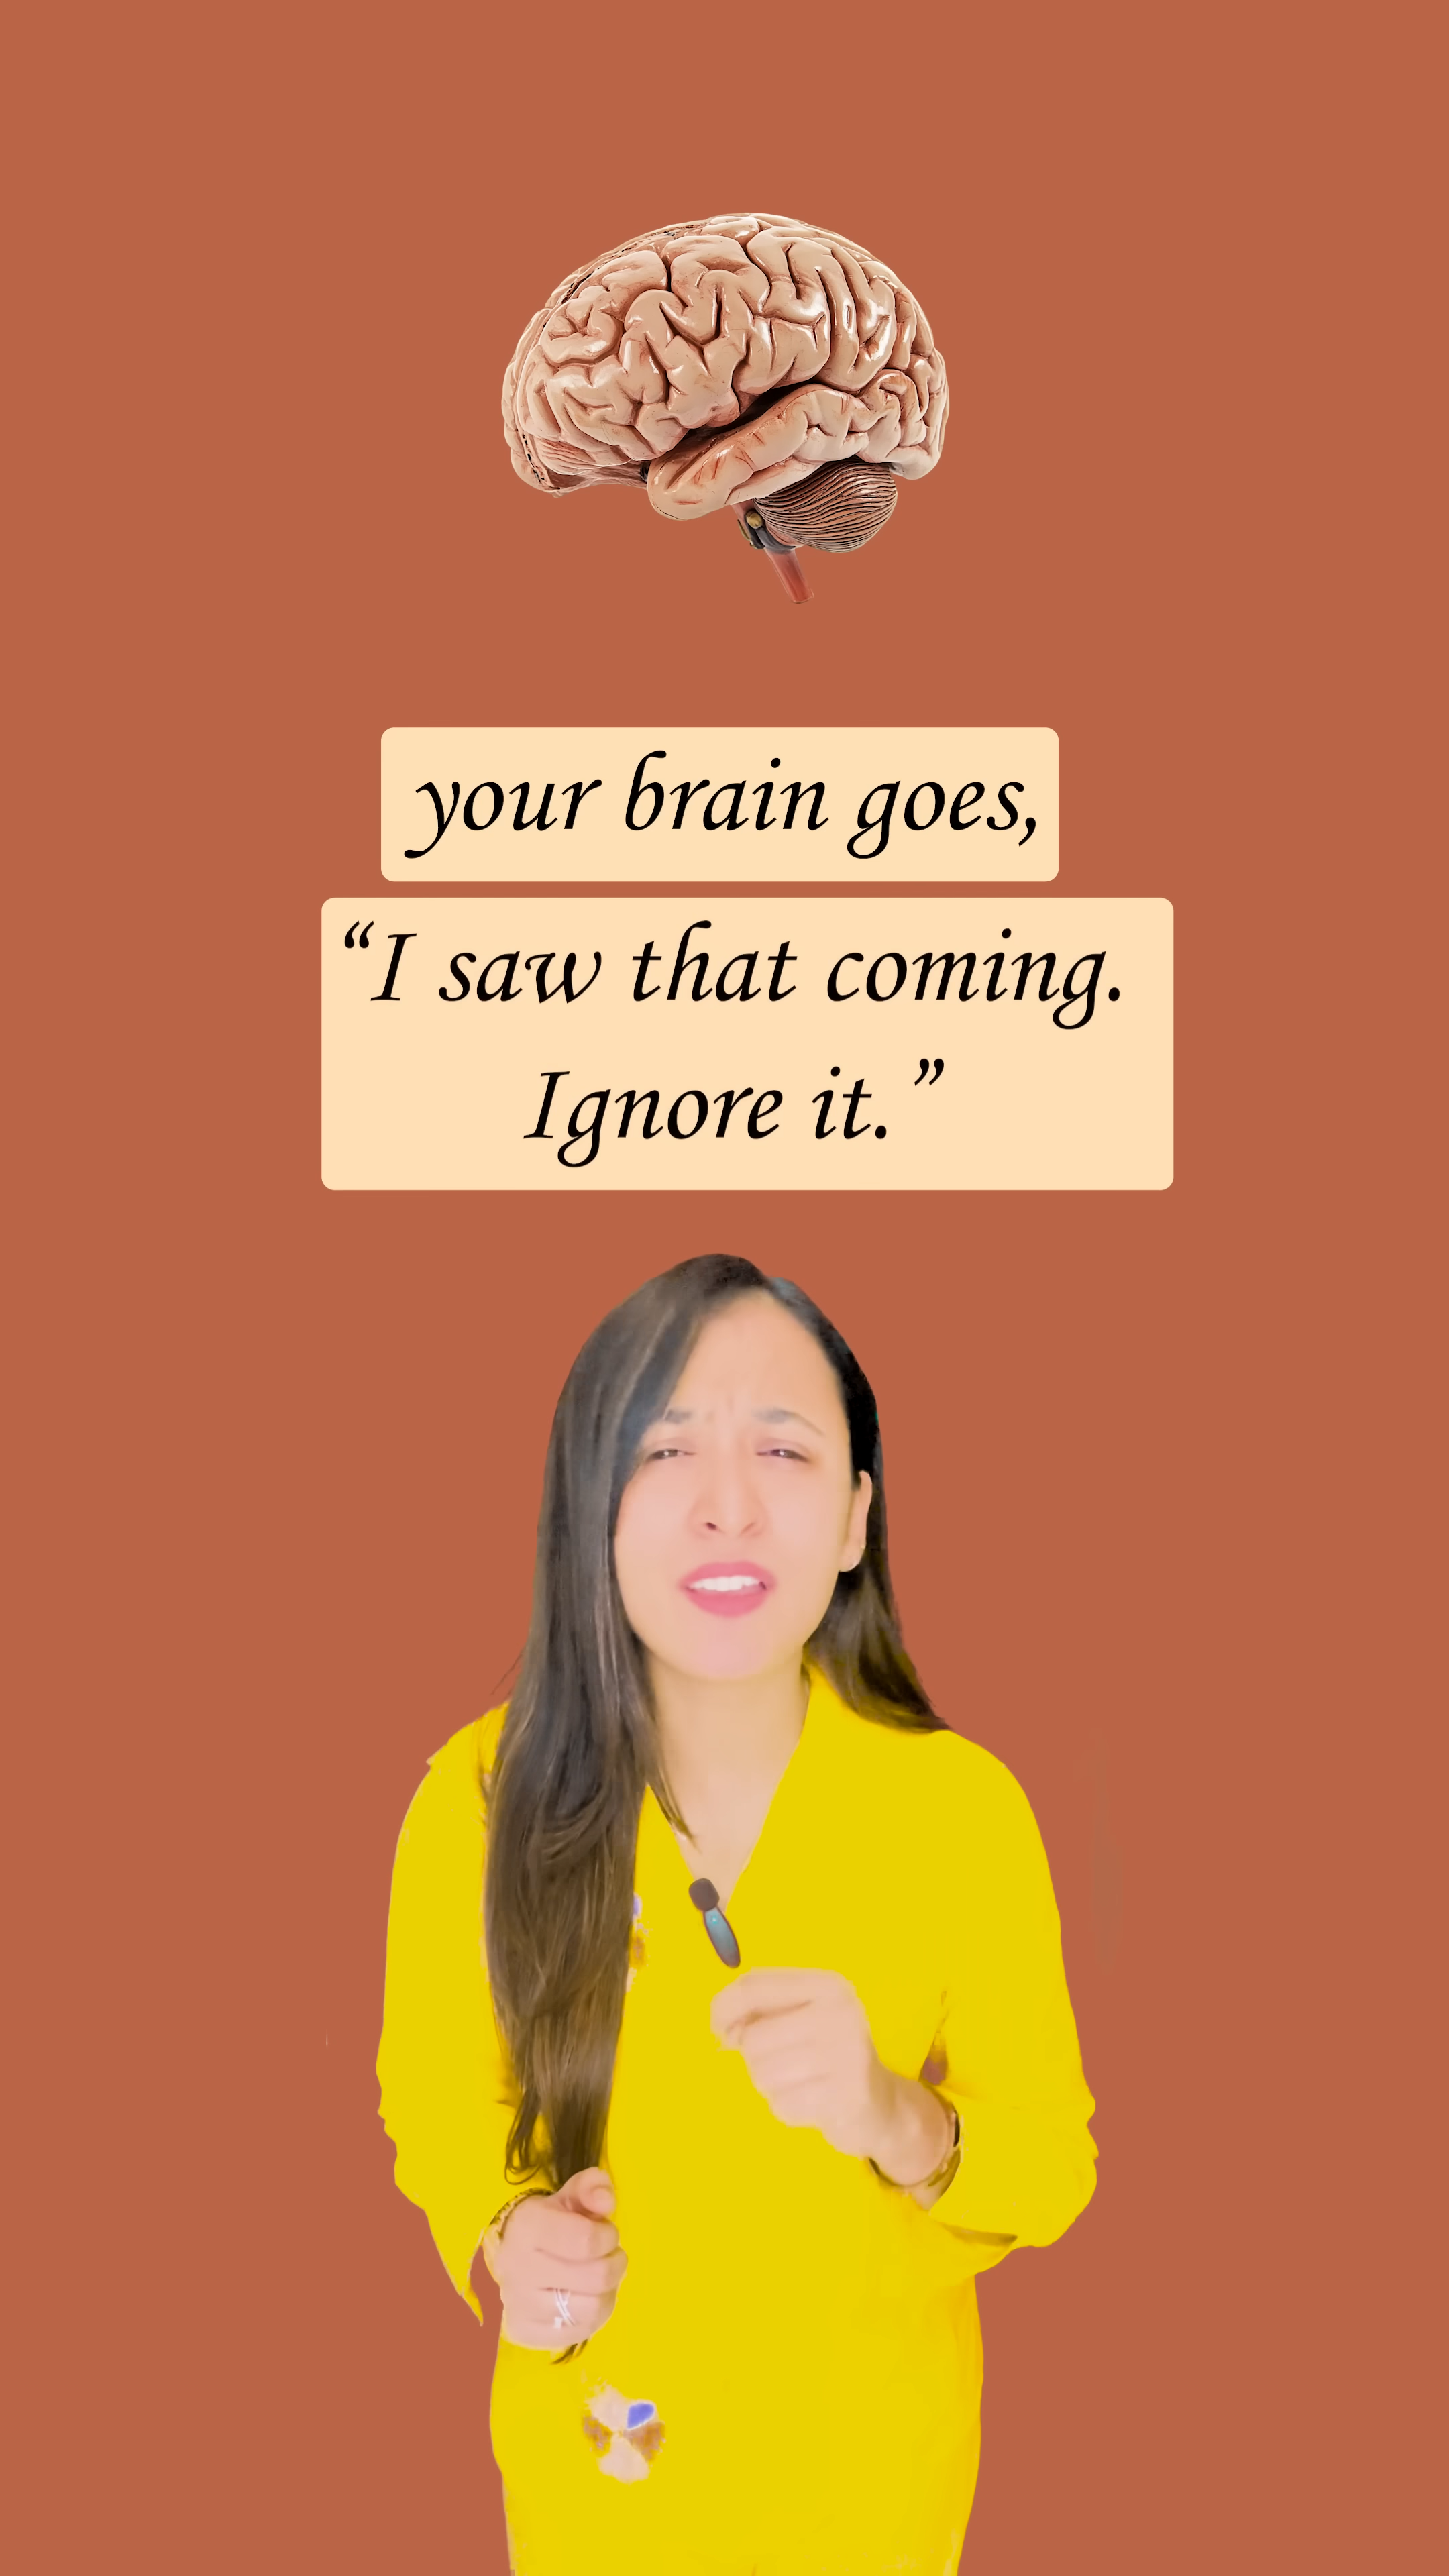 your brain goes,
“I saw that coming.
Ignore it.”